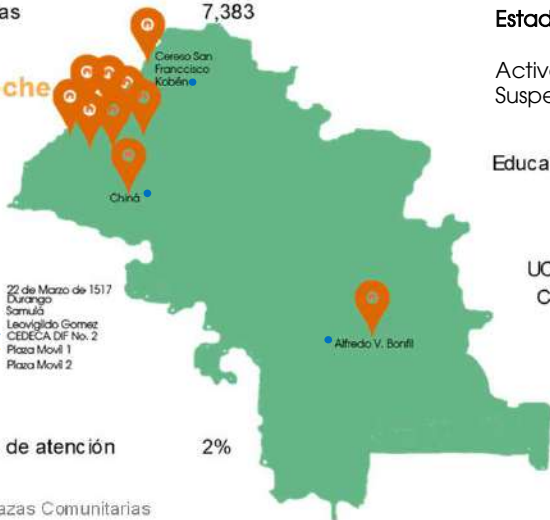 as 7,383
Estad
Activ
Suspe
Cereso San
Franccisco
Kobén
che
Educa
Chiná
UC
C
22 de Marzo de 1517
Durango
Samulá
Leovigildo Gomez
CEDECA DIF No. 2
Plaza Movil 1
Plaza Movil 2
Alfredo V. Bonfil
de atención 2%
azas Comunitarias